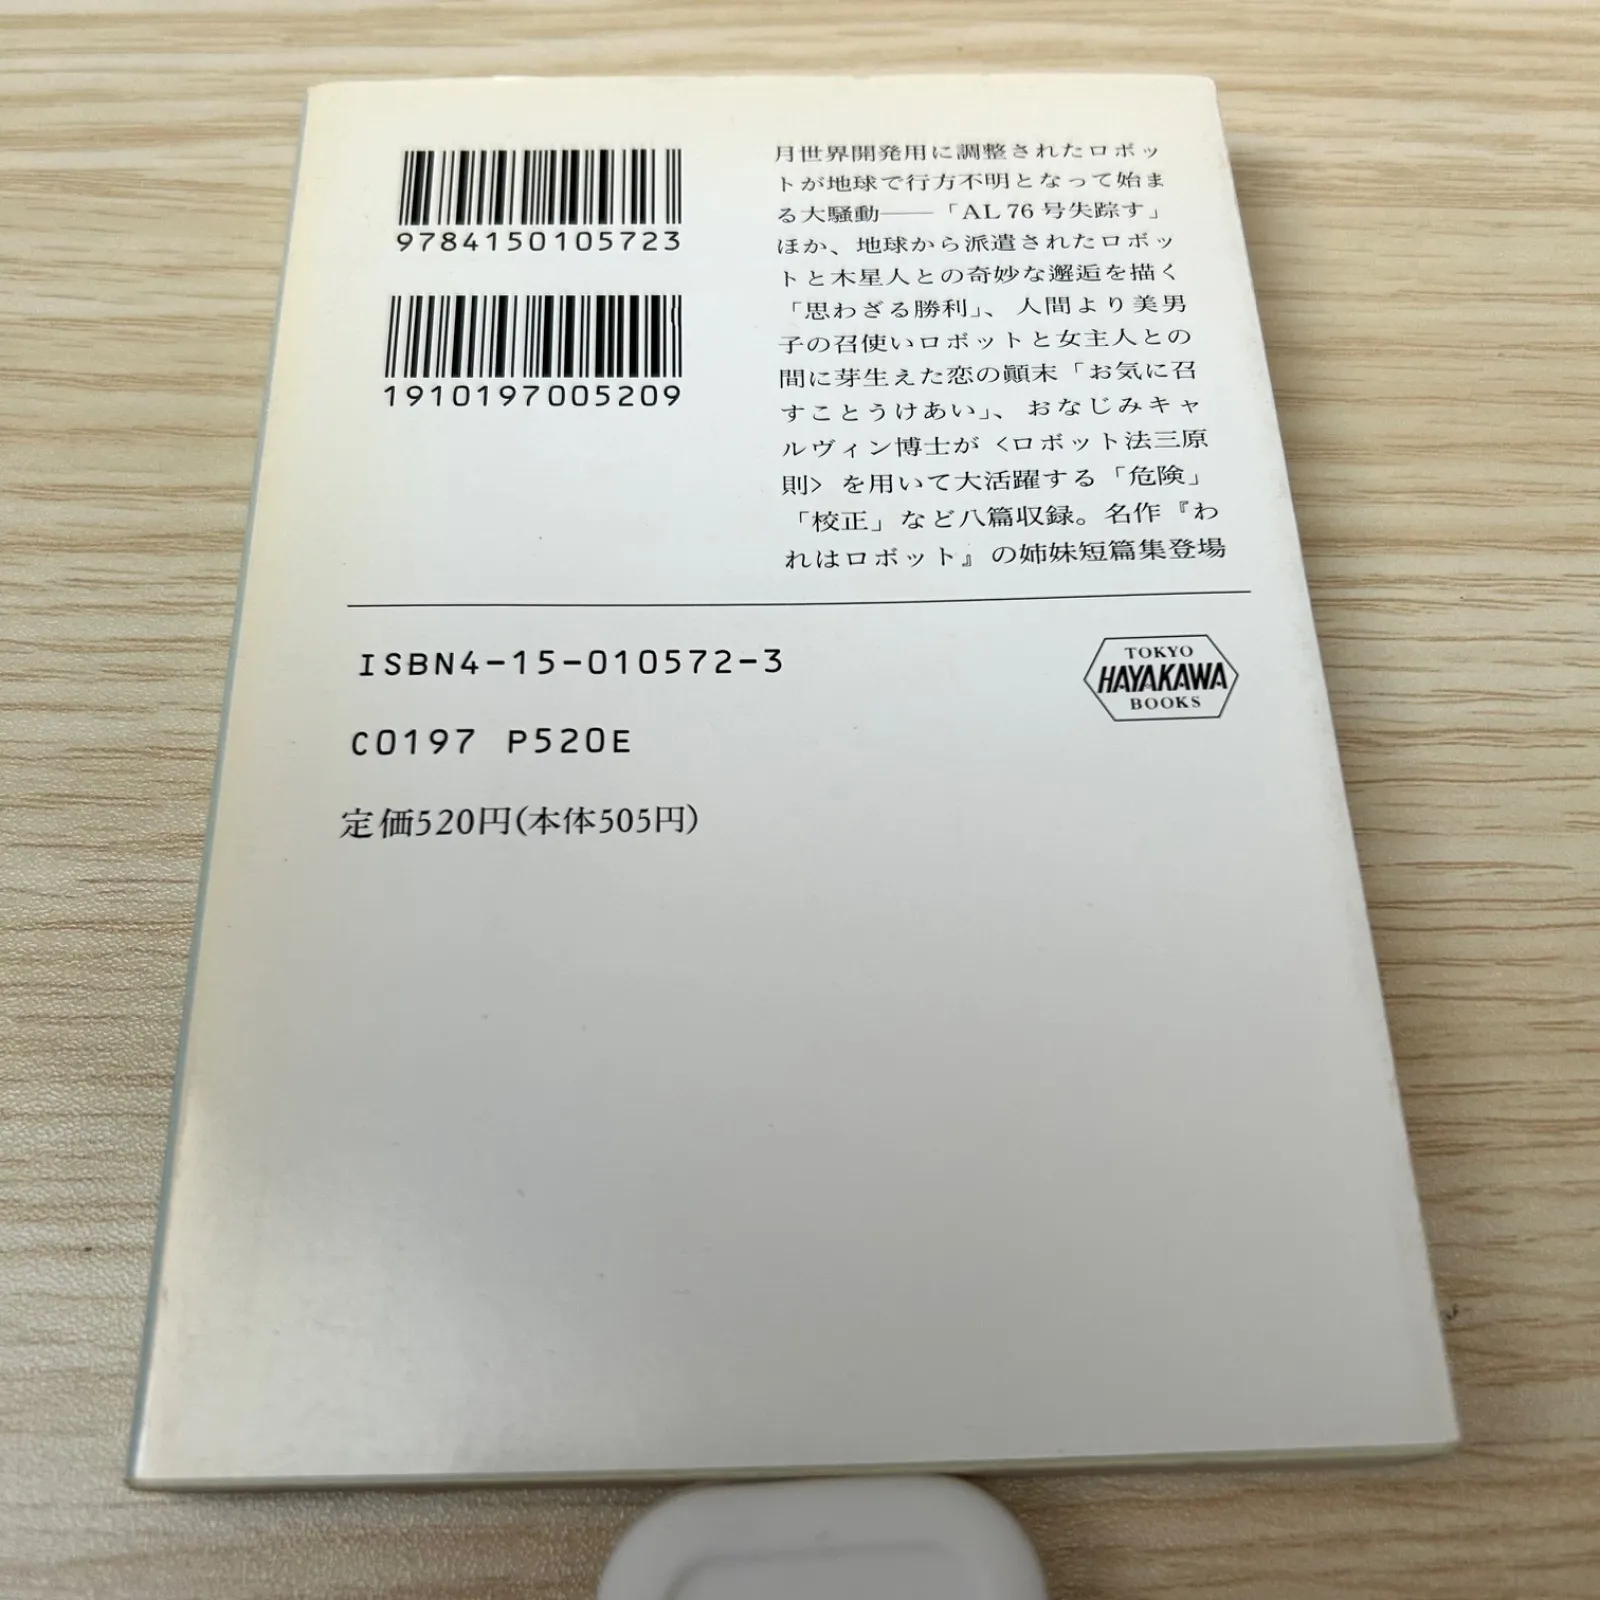 9784150105723
1910197005209
月世界開発用に調整されたロボッ
トが地球で行方不明となって始ま
る大騒動――「AL76号失踪す」
ほか、地球から派遣されたロボッ
トと木星人との奇妙な邂逅を描く
「思わざる勝利」、人間より美男
子の召使いロボットと女主人との
間に芽生えた恋の顚末「お気に召
すことうけあい」、おなじみキャ
ルヴィン博士が〈ロボット法三原
則〉を用いて大活躍する「危険」
「校正」など八篇収録。名作『わ
れはロボット』の姉妹短篇集登場
ISBN4-15-010572-3
C0197 P520E
定価520円(本体505円)
TOKYO
HAYAKAWA
BOOKS